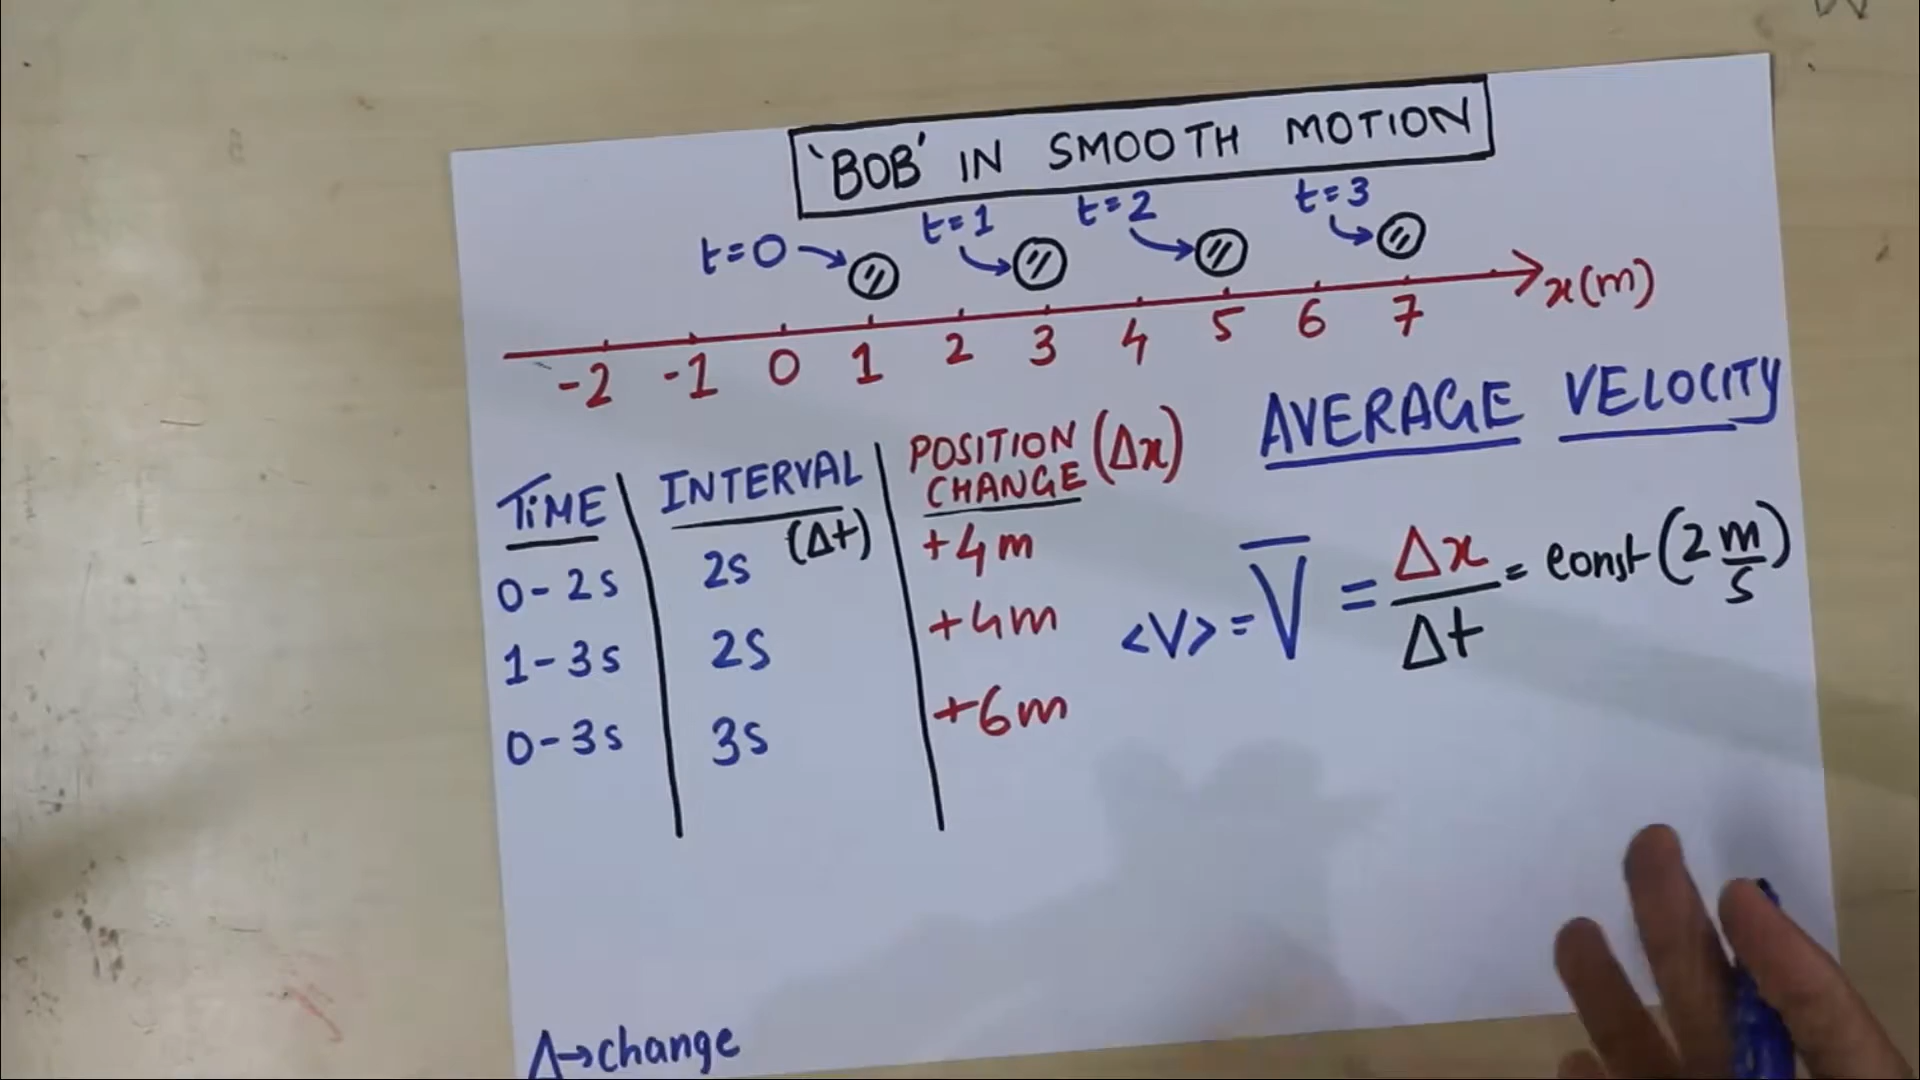 'BOB' IN SMOOTH MOTION
t=0 t=1 t=2 t=3
-2 -1 0 1 2 3 4 5 6 7 x(m)
AVERAGE VELOCITY
TIME INTERVAL (Δt) POSITION CHANGE (Δx)
0-2s 2s +4m
1-3s 2s +4m
0-3s 3s +6m
<V> = V̅ = Δx/Δt = const (2 m/s)
Δ→change